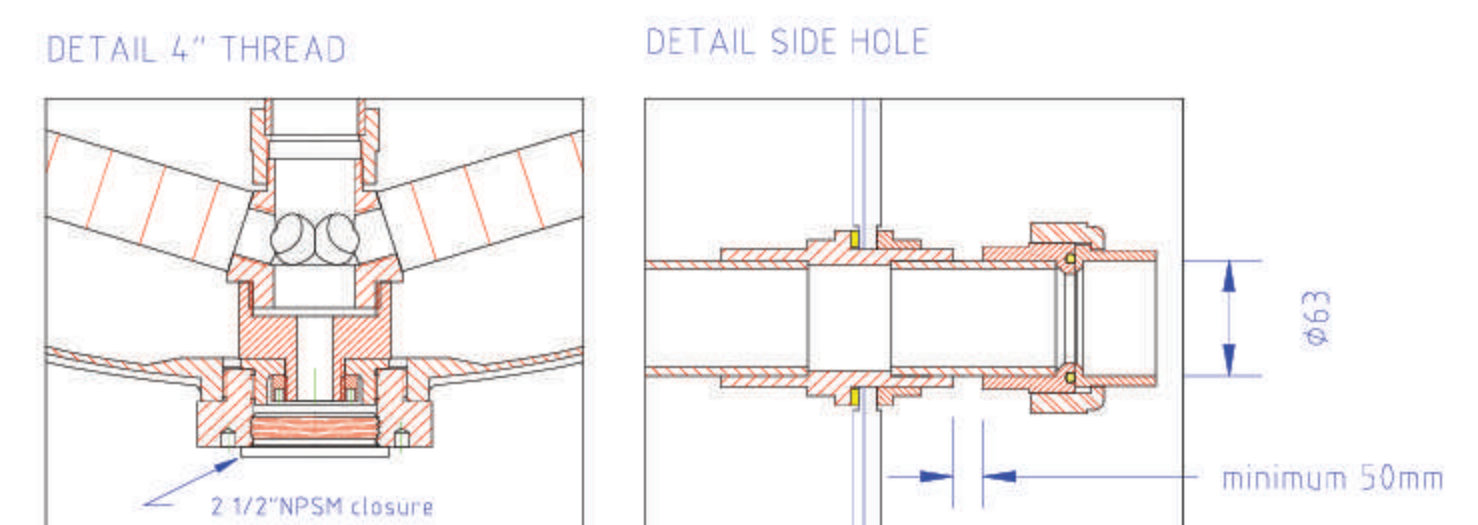 DETAIL 4" THREAD
DETAIL SIDE HOLE
Ø63
minimum 50mm
2 1/2"NPSM closure